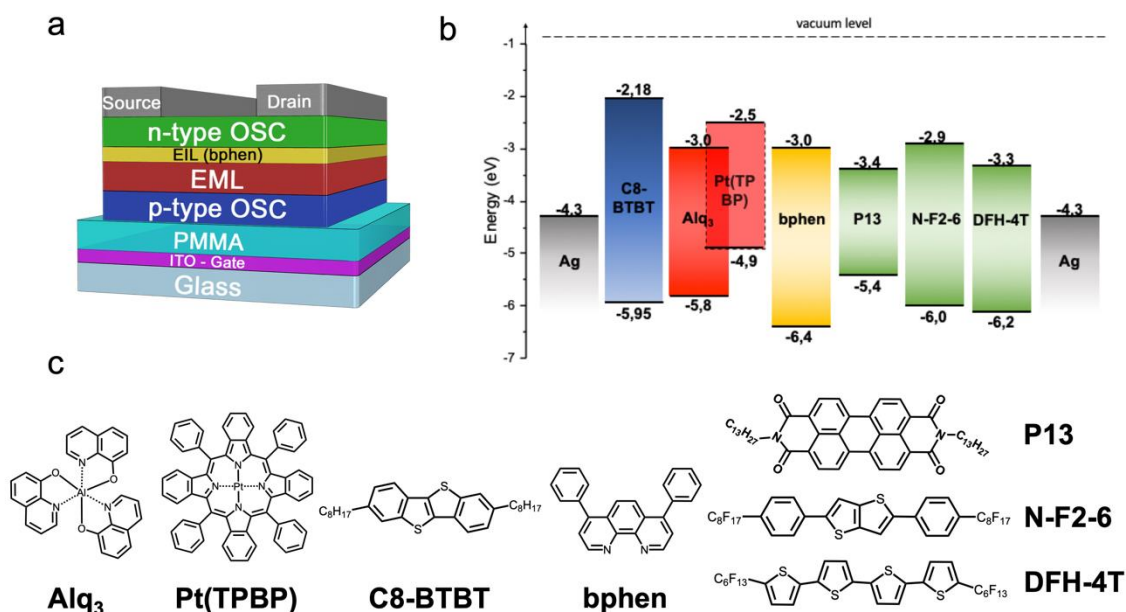 a
Source
Drain
n-type OSC
EIL (bphen)
EML
p-type OSC
PMMA
ITO - Gate
Glass
b
vacuum level
Energy (eV)
-1
-2
-3
-4
-5
-6
-7
-4,3
Ag
-2,18
C8-
BTBT
-5,95
-3,0
Alq3
-5,8
-2,5
Pt(TP
BP)
-4,9
-3,0
bphen
-6,4
-3,4
P13
-5,4
-2,9
N-F2-6
-6,0
-3,3
DFH-4T
-6,2
-4,3
Ag
c
N
O
Al
O
N
O
N
Alq3
N
N
Pt
N
N
Pt(TPBP)
C8H17
S
S
C8H17
C8-BTBT
N
N
bphen
O
O
C13H27
N
N
C13H27
O
O
P13
C8F17
S
S
C8F17
N-F2-6
C6F13
S
S
S
S
C6F13
DFH-4T